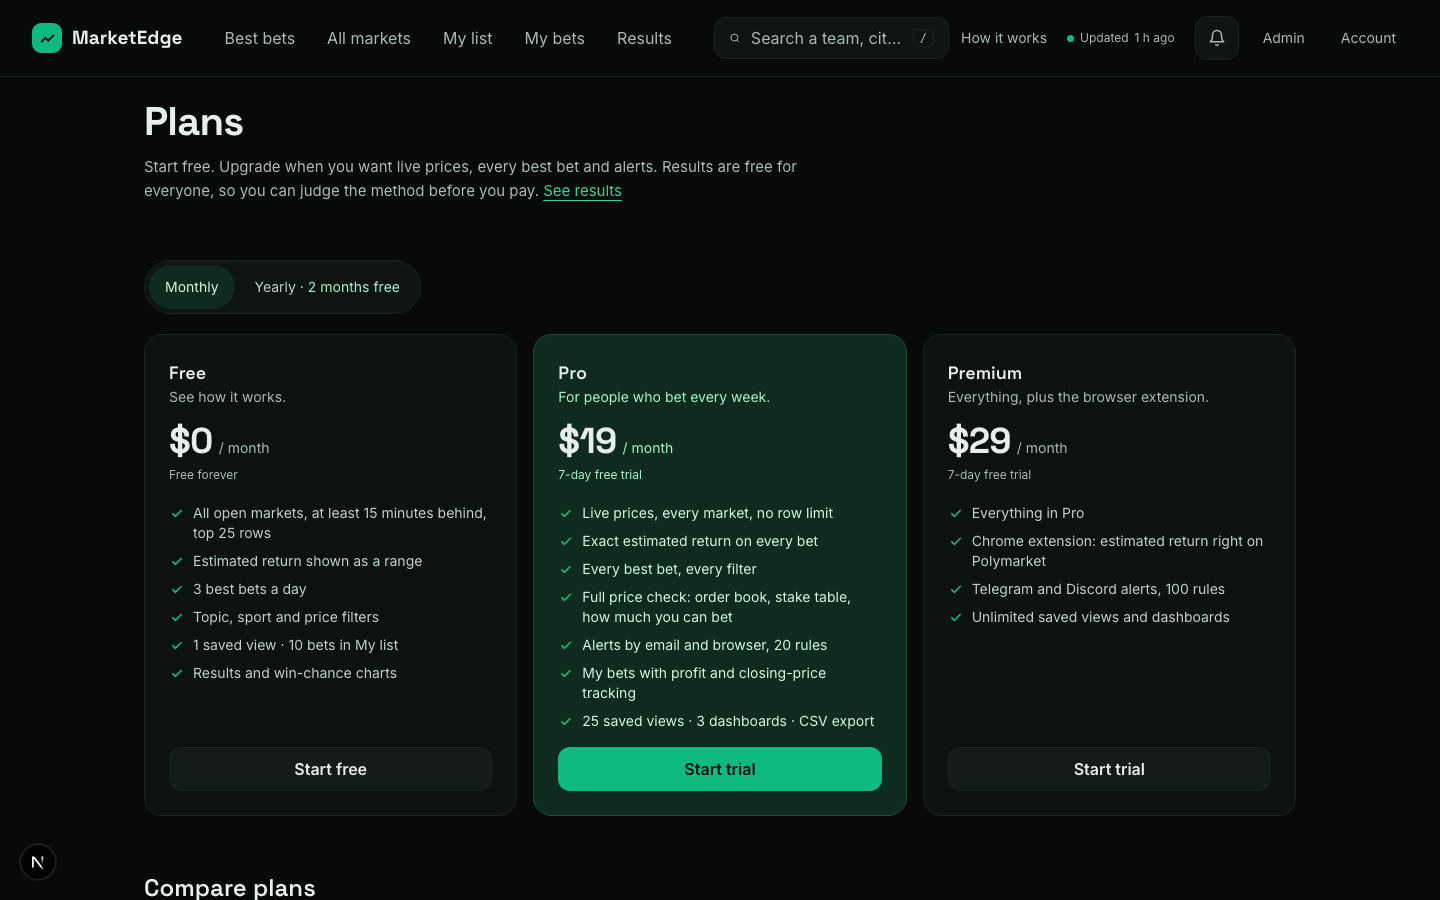 MarketEdge
Best bets
All markets
My list
My bets
Results
Search a team, cit...
/
How it works
Updated 1 h ago
Admin
Account
Plans
Start free. Upgrade when you want live prices, every best bet and alerts. Results are free for
everyone, so you can judge the method before you pay. See results
Monthly
Yearly · 2 months free
Free
See how it works.
$0 / month
Free forever
All open markets, at least 15 minutes behind,
top 25 rows
Estimated return shown as a range
3 best bets a day
Topic, sport and price filters
1 saved view · 10 bets in My list
Results and win-chance charts
Start free
Pro
For people who bet every week.
$19 / month
7-day free trial
Live prices, every market, no row limit
Exact estimated return on every bet
Every best bet, every filter
Full price check: order book, stake table,
how much you can bet
Alerts by email and browser, 20 rules
My bets with profit and closing-price
tracking
25 saved views · 3 dashboards · CSV export
Start trial
Premium
Everything, plus the browser extension.
$29 / month
7-day free trial
Everything in Pro
Chrome extension: estimated return right on
Polymarket
Telegram and Discord alerts, 100 rules
Unlimited saved views and dashboards
Start trial
N
Compare plans